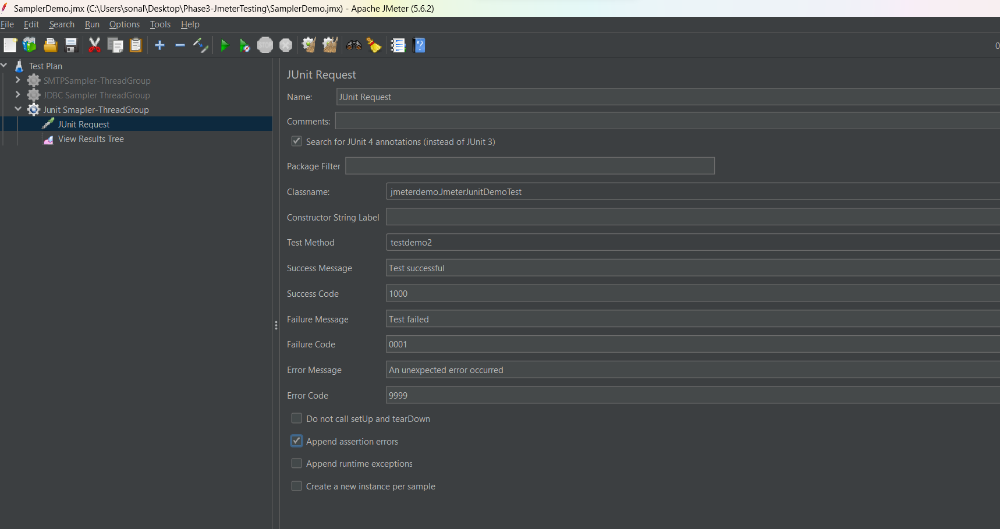 SamplerDemo.jmx (C:\Users\sonal\Desktop\Phase3-JmeterTesting\SamplerDemo.jmx) - Apache JMeter (5.6.2)
File Edit Search Run Options Tools Help
STOP
0
Test Plan
SMTPSampler-ThreadGroup
JDBC Sampler ThreadGroup
Junit Smapler-ThreadGroup
JUnit Request
View Results Tree
JUnit Request
Name: JUnit Request
Comments:
Search for JUnit 4 annotations (instead of JUnit 3)
Package Filter
Classname: jmeterdemo.JmeterJunitDemoTest
Constructor String Label
Test Method testdemo2
Success Message Test successful
Success Code 1000
Failure Message Test failed
Failure Code 0001
Error Message An unexpected error occurred
Error Code 9999
Do not call setUp and tearDown
Append assertion errors
Append runtime exceptions
Create a new instance per sample